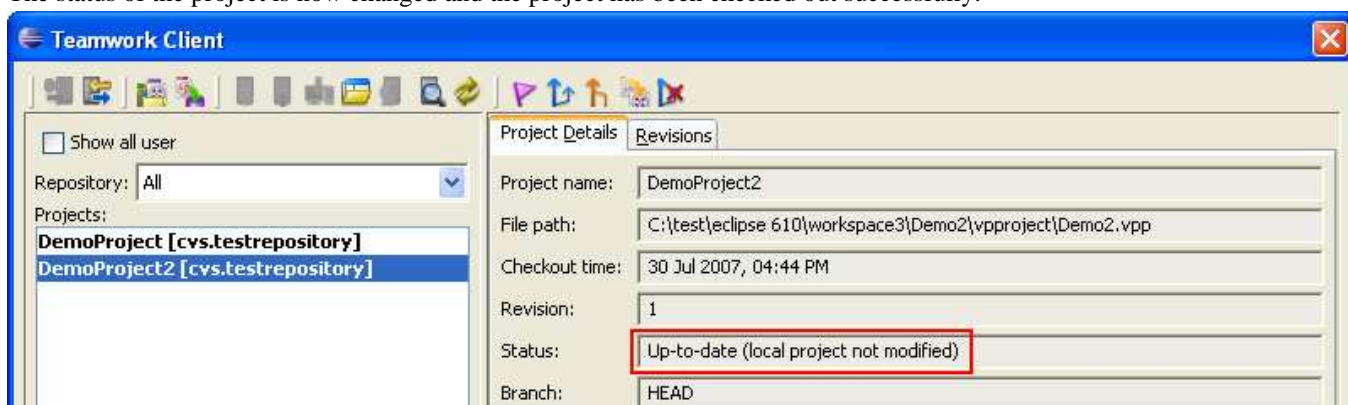 The status of the project is now changed and the project has been checked out successfully.
Teamwork Client
Show all user
Repository: All
Projects:
DemoProject [cvs.testrepository]
DemoProject2 [cvs.testrepository]
Project Details
Revisions
Project name: DemoProject2
File path: C:\test\eclipse 610\workspace3\Demo2\vpproject\Demo2.vpp
Checkout time: 30 Jul 2007, 04:44 PM
Revision: 1
Status: Up-to-date (local project not modified)
Branch: HEAD